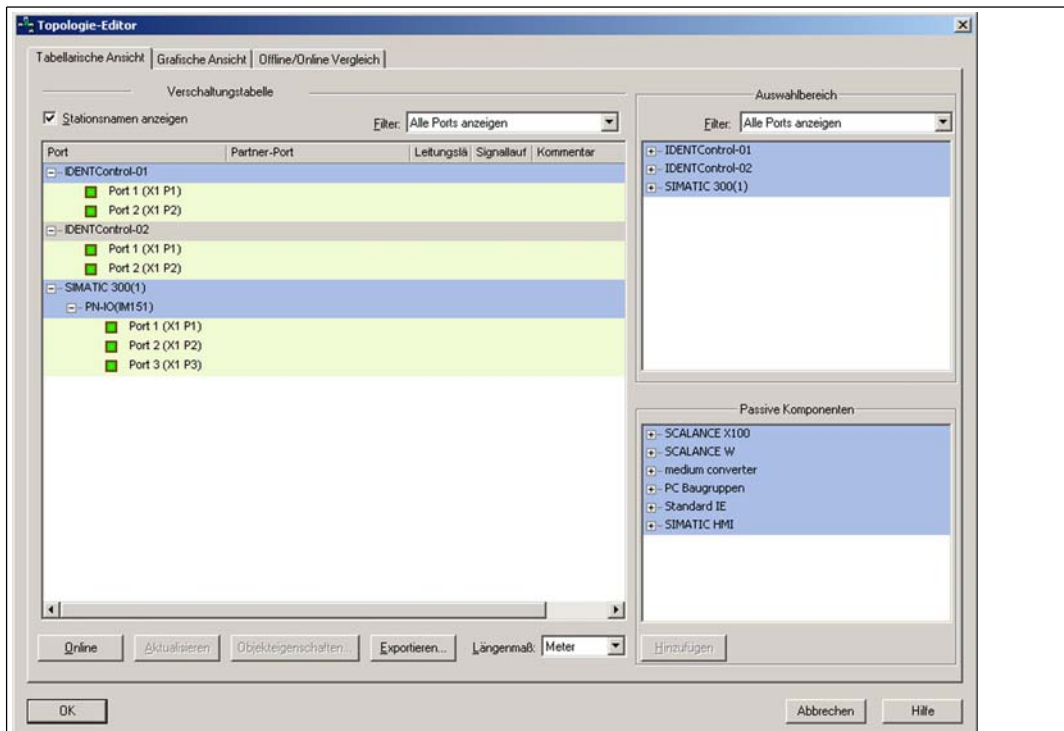 Topologie-Editor
Tabellarische Ansicht Grafische Ansicht Offline/Online Vergleich
Verschaltungstabelle
Stationsnamen anzeigen
Filter: Alle Ports anzeigen
Port Partner-Port Leitungslä Signallauf Kommentar
IDENTControl-01
Port 1 (X1 P1)
Port 2 (X1 P2)
IDENTControl-02
Port 1 (X1 P1)
Port 2 (X1 P2)
SIMATIC 300(1)
PN-IO(IM151)
Port 1 (X1 P1)
Port 2 (X1 P2)
Port 3 (X1 P3)
Online Aktualisieren Objekteigenschaften... Exportieren... Längenmaß: Meter
Auswahlbereich
Filter: Alle Ports anzeigen
IDENTControl-01
IDENTControl-02
SIMATIC 300(1)
Passive Komponenten
SCALANCE X100
SCALANCE W
medium converter
PC Baugruppen
Standard IE
SIMATIC HMI
Hinzufügen
OK Abbrechen Hilfe